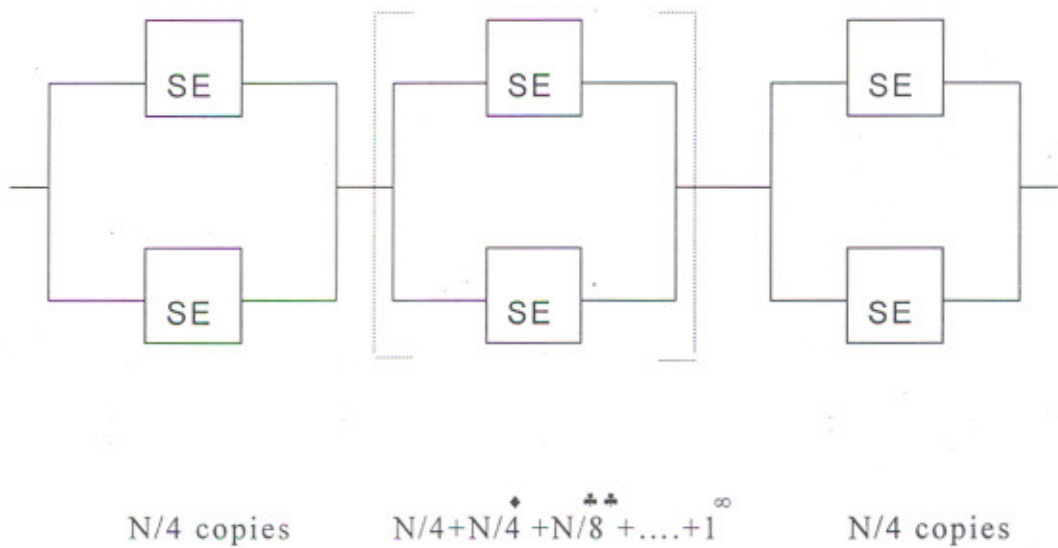 SE SE SE
SE SE SE
N/4 copies N/4+N/4♦+N/8♣♣+....+1∞ N/4 copies